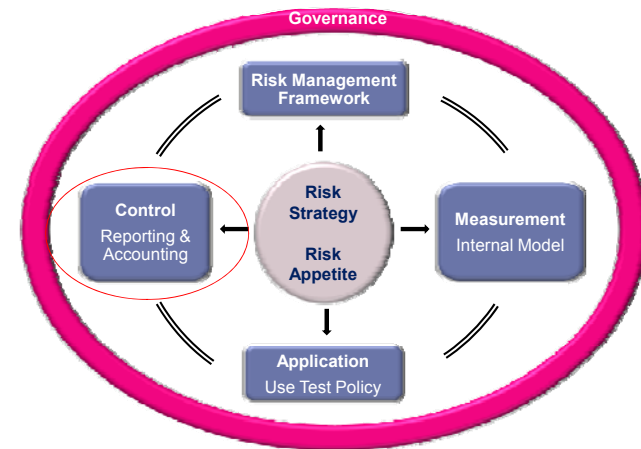 Governance
Risk Management
Framework
Control
Reporting &
Accounting
Risk
Strategy
Risk
Appetite
Measurement
Internal Model
Application
Use Test Policy